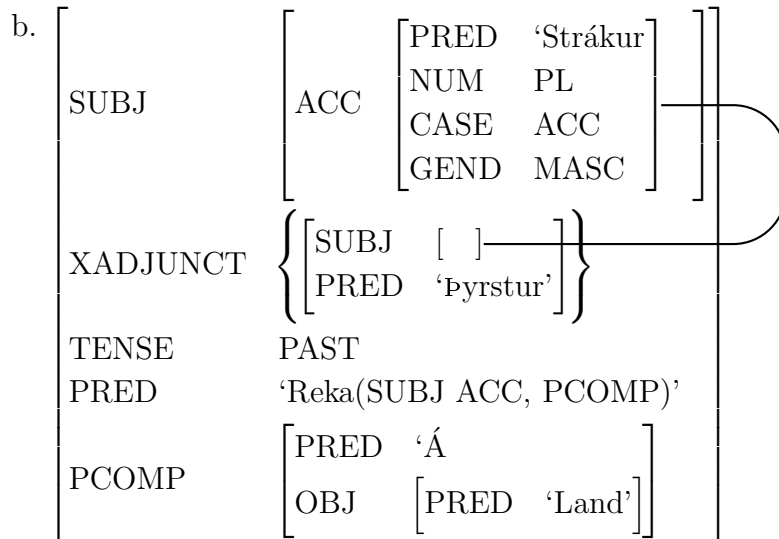 b.
PRED ‘Strákur
NUM PL
SUBJ ACC
CASE ACC
GEND MASC
SUBJ [ ]
XADJUNCT
PRED ‘Þyrstur’
TENSE PAST
PRED ‘Reka(SUBJ ACC, PCOMP)’
PRED ‘Á
PCOMP
OBJ [PRED ‘Land’]